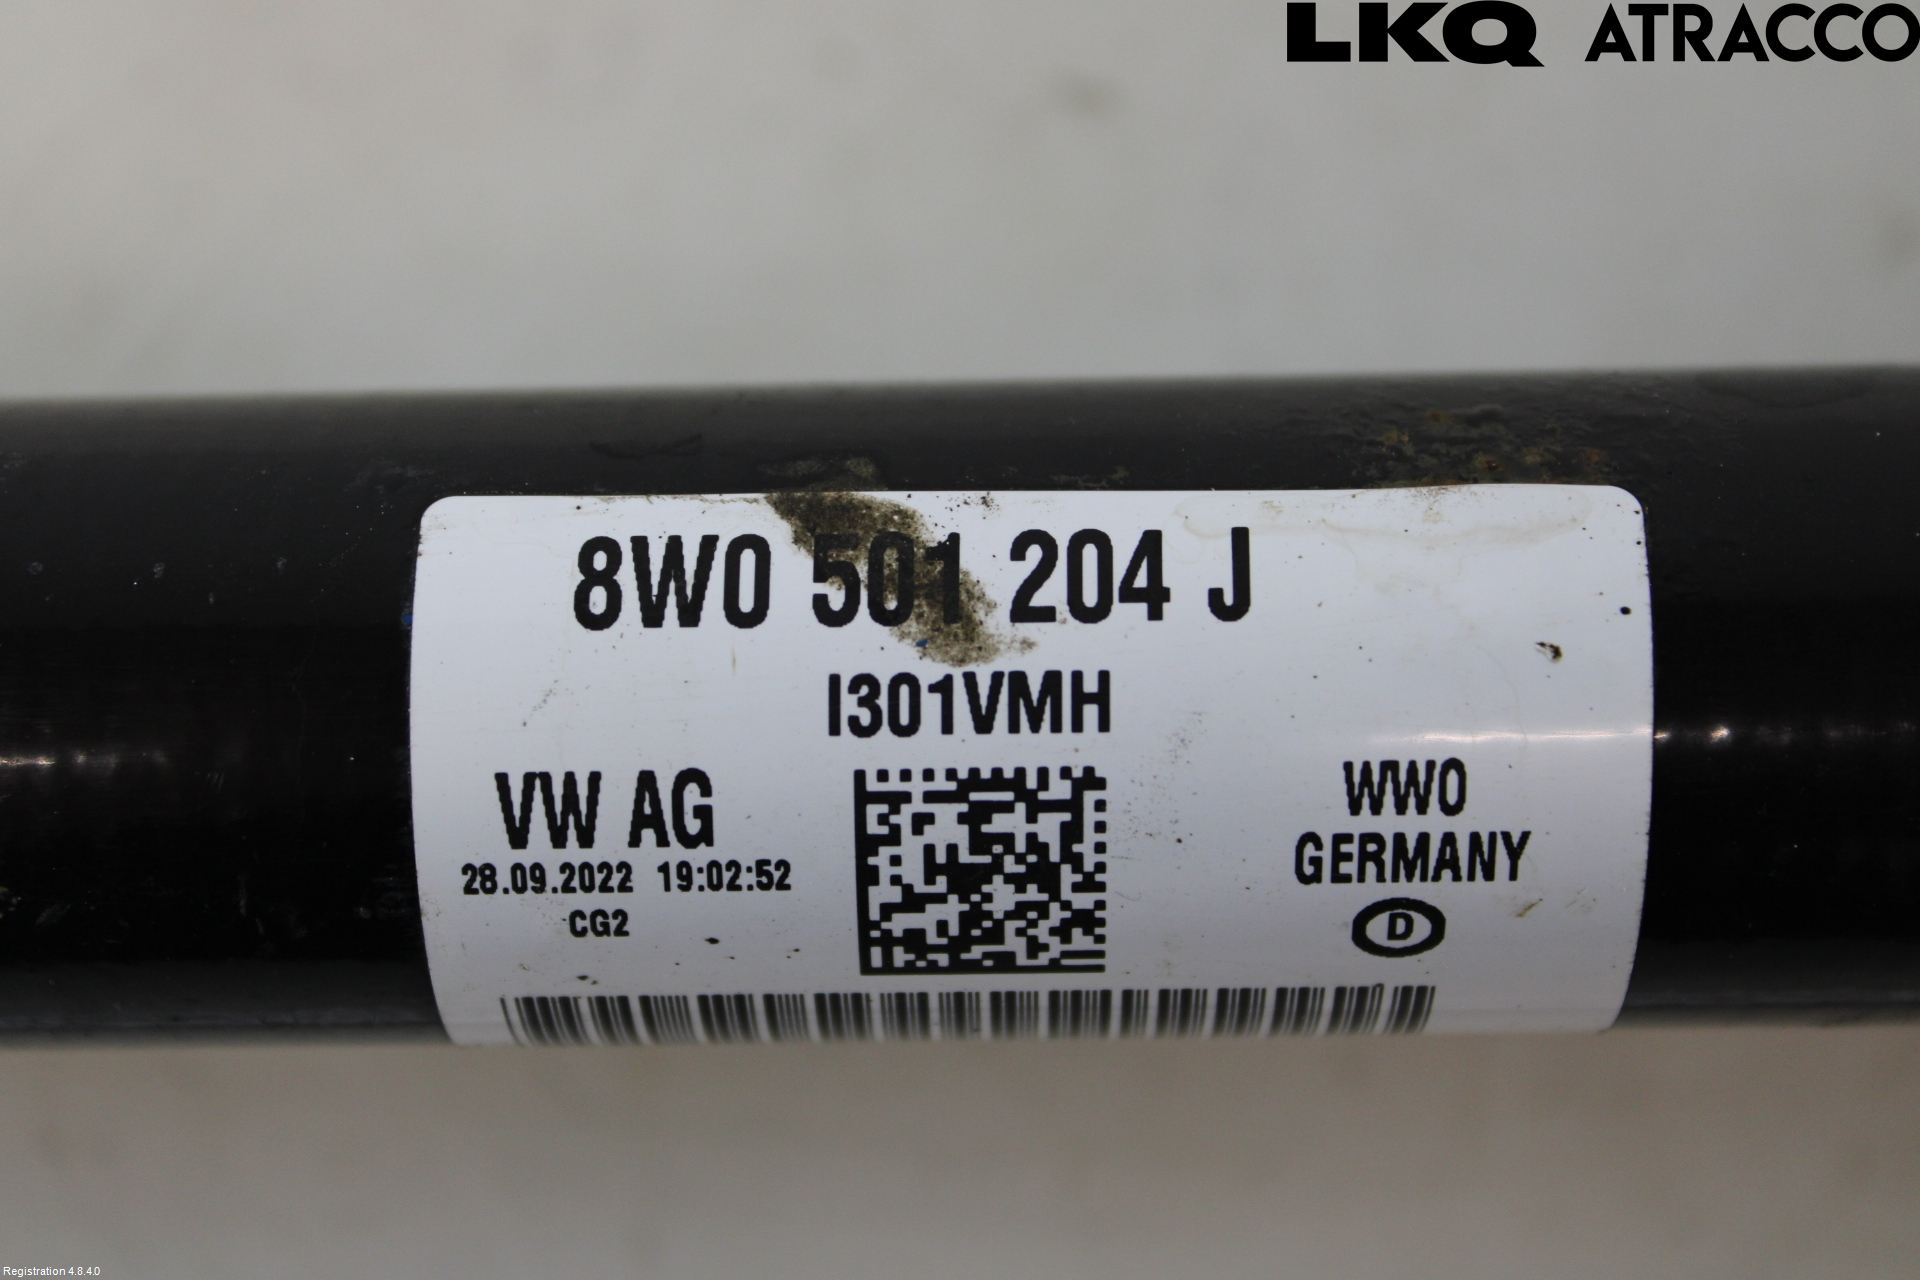 LKQ ATRACCO
8W0 501 204 J
I301VMH
VW AG
28.09.2022 19:02:52
CG2
WWO
GERMANY
D
Registration 4.8.4.0